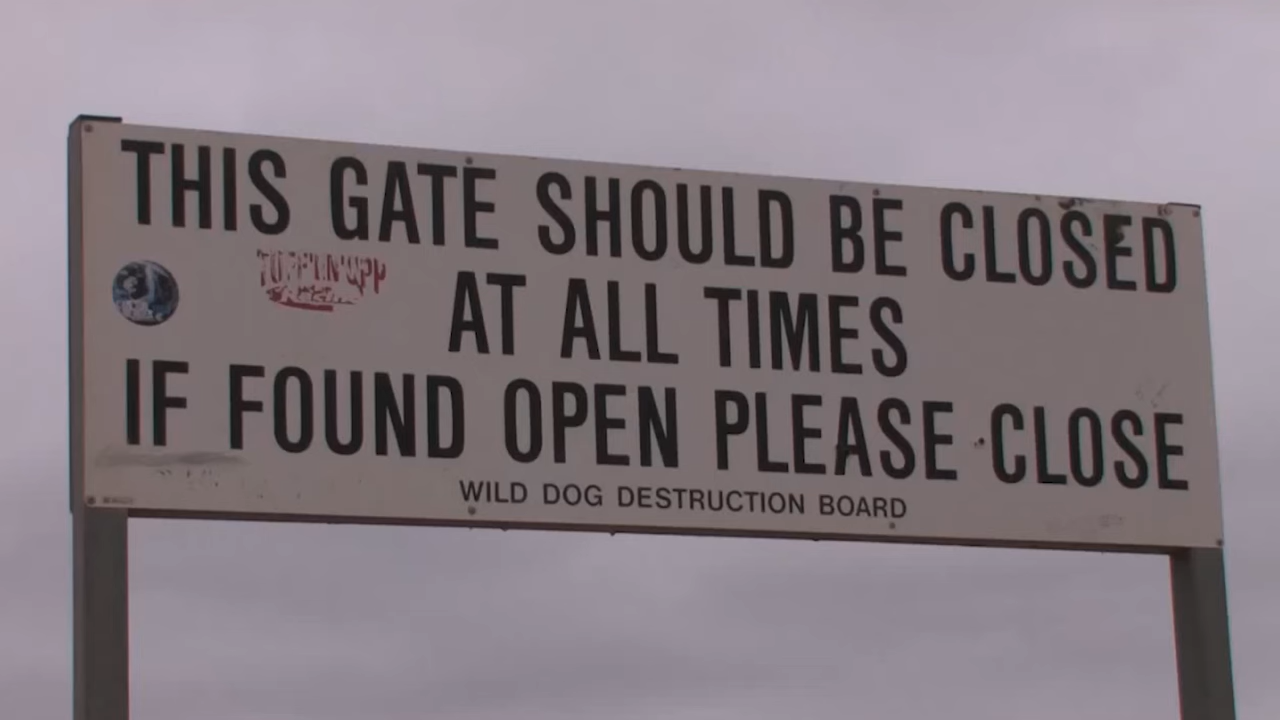 THIS GATE SHOULD BE CLOSED
AT ALL TIMES
IF FOUND OPEN PLEASE CLOSE
WILD DOG DESTRUCTION BOARD